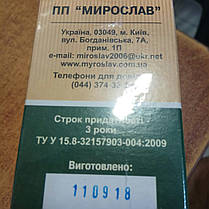 ПП “МИРОСЛАВ”
Україна, 03049, м. Київ,
вул. Богданівська, 7А,
прим. 1П
e-mail: miroslav2006@ukr.net
www.myroslav.com.ua
Телефони для
(044) 374-33
Строк
3 роки
ТУ У 15.8-32157903-004:2009
Виготовлено:
110918